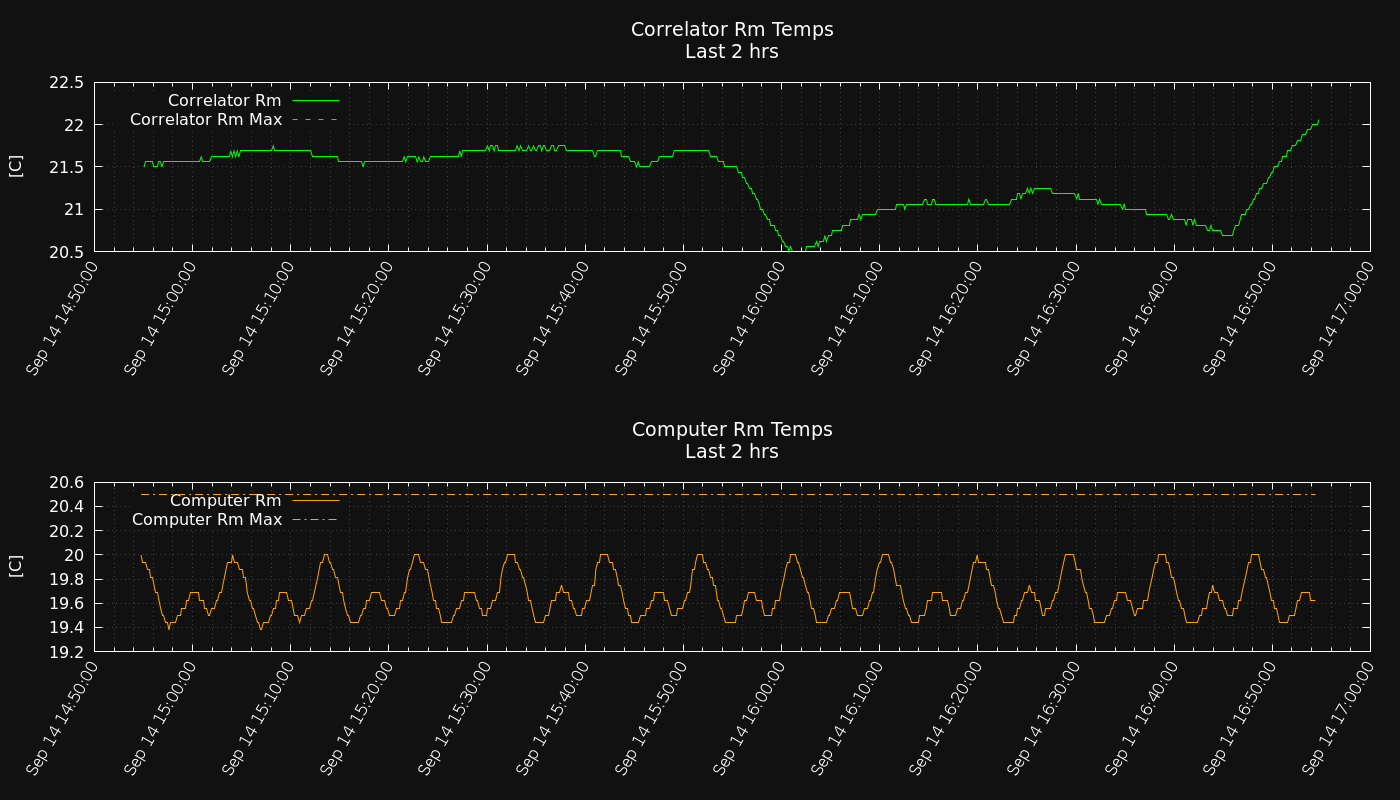 Correlator Rm Temps
Last 2 hrs
22.5
22
21.5
21
20.5
[C]
Correlator Rm
Correlator Rm Max
Sep 14 14:50:00
Sep 14 15:00:00
Sep 14 15:10:00
Sep 14 15:20:00
Sep 14 15:30:00
Sep 14 15:40:00
Sep 14 15:50:00
Sep 14 16:00:00
Sep 14 16:10:00
Sep 14 16:20:00
Sep 14 16:30:00
Sep 14 16:40:00
Sep 14 16:50:00
Sep 14 17:00:00
Computer Rm Temps
Last 2 hrs
20.6
20.4
20.2
20
19.8
19.6
19.4
19.2
[C]
Computer Rm
Computer Rm Max
Sep 14 14:50:00
Sep 14 15:00:00
Sep 14 15:10:00
Sep 14 15:20:00
Sep 14 15:30:00
Sep 14 15:40:00
Sep 14 15:50:00
Sep 14 16:00:00
Sep 14 16:10:00
Sep 14 16:20:00
Sep 14 16:30:00
Sep 14 16:40:00
Sep 14 16:50:00
Sep 14 17:00:00